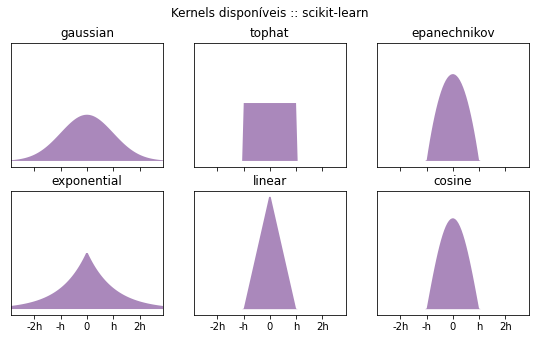 Kernels disponíveis :: scikit-learn
gaussian tophat epanechnikov
exponential linear cosine
-2h -h 0 h 2h -2h -h 0 h 2h -2h -h 0 h 2h